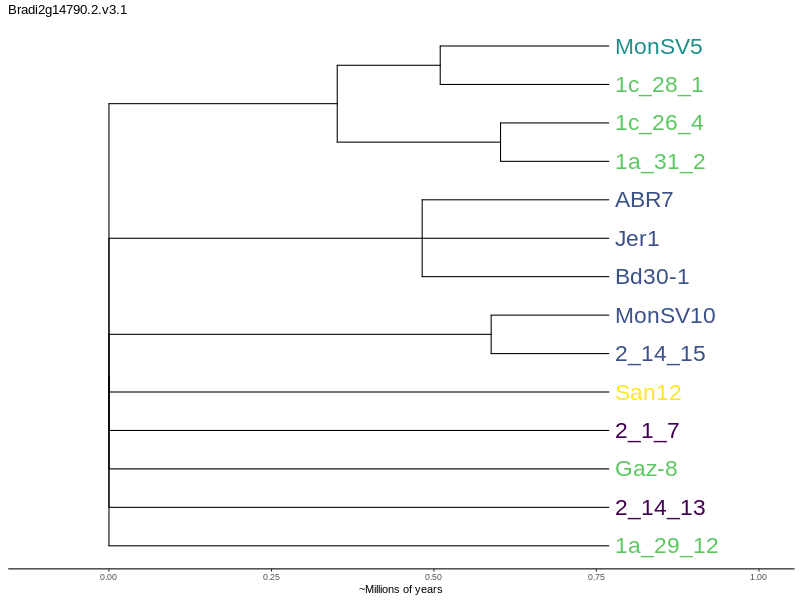 Bradi2g14790.2.v3.1
MonSV5
1c_28_1
1c_26_4
1a_31_2
ABR7
Jer1
Bd30-1
MonSV10
2_14_15
San12
2_1_7
Gaz-8
2_14_13
1a_29_12
0.00 0.25 0.50 0.75 1.00
~Millions of years